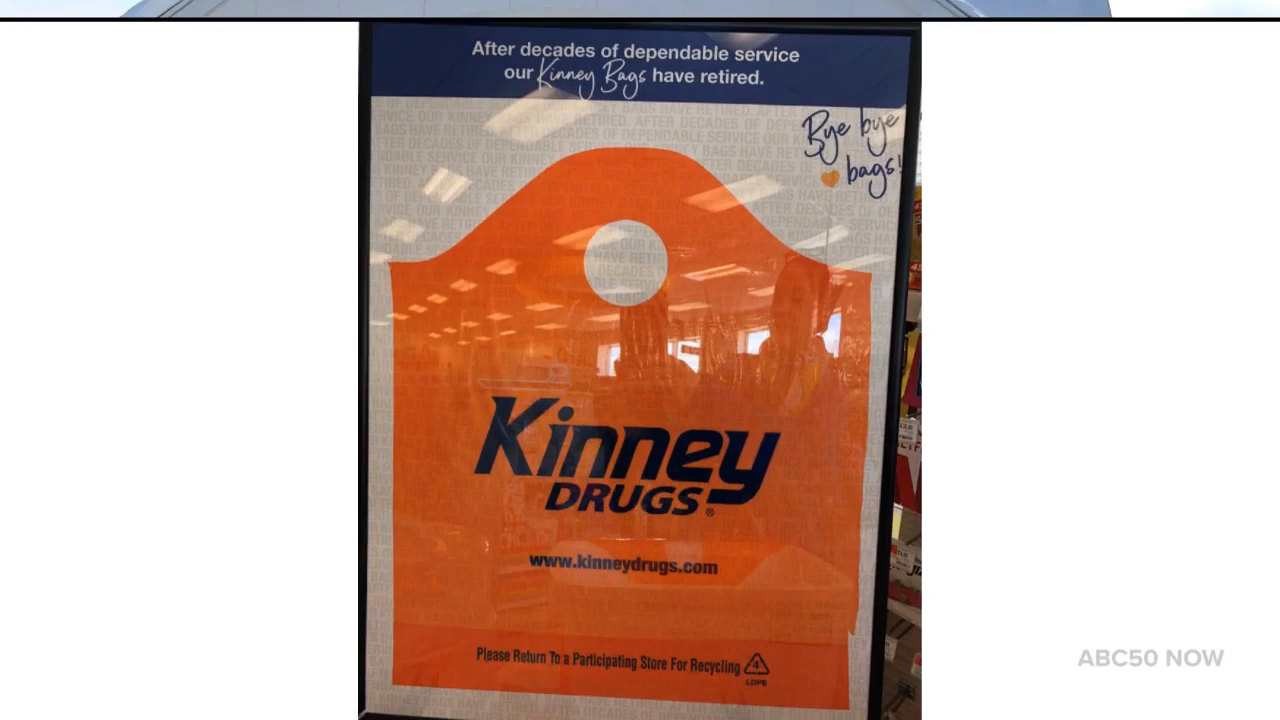 After decades of dependable service
our Kinney Bags have retired.
Bye bye
bags!
Kinney
DRUGS®
www.kinneydrugs.com
Please Return To a Participating Store For Recycling 4
LDPE
ABC50 NOW